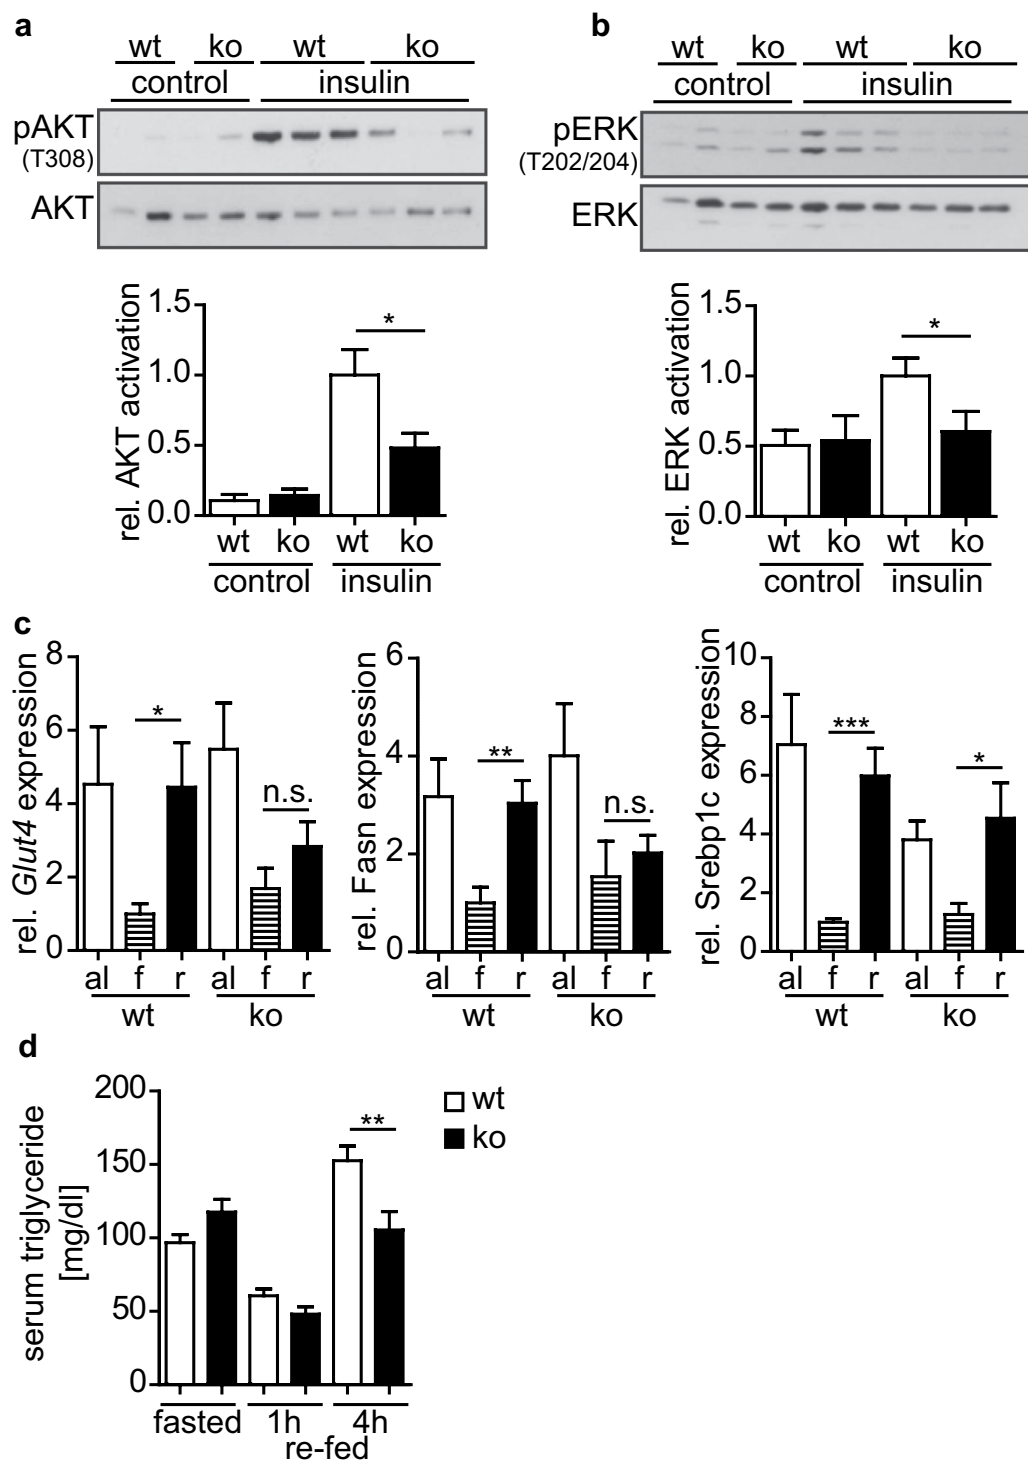 a
wt ko wt ko
control insulin
pAKT
(T308)
AKT
rel. AKT activation
1.5
1.0
0.5
0.0
*
wt ko wt ko
control insulin
b
wt ko wt ko
control insulin
pERK
(T202/204)
ERK
rel. ERK activation
1.5
1.0
0.5
0.0
*
wt ko wt ko
control insulin
c
rel. Glut4 expression
8
6
4
2
0
*
n.s.
al f r al f r
wt ko
rel. Fasn expression
6
4
2
0
**
n.s.
al f r al f r
wt ko
rel. Srebp1c expression
10
8
6
4
2
0
***
*
al f r al f r
wt ko
d
serum triglyceride
[mg/dl]
200
150
100
50
0
**
wt
ko
fasted 1h 4h
re-fed